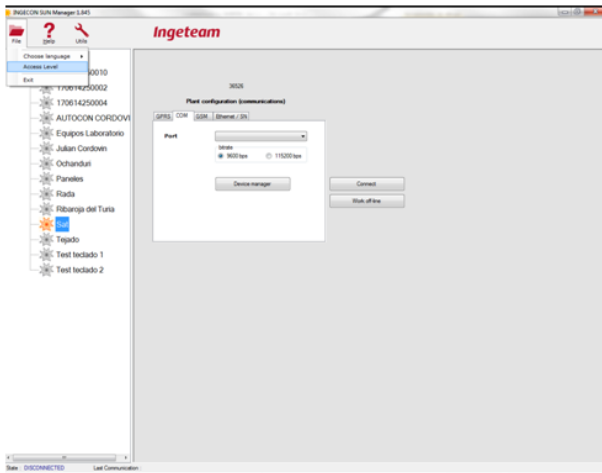 INGECON SUN Manager 3.845
File
Help
Utils
Ingeteam
Choose language
Access Level
Exit
50010
170614250002
170614250004
AUTOCON CORDOVI
Equipos Laboratorio
Julian Cordovin
Ochanduri
Paneles
Rada
Ribaroja del Turia
Sat
Tejado
Test teclado 1
Test teclado 2
Plant configuration (communications)
GPRS COM GSM Ethernet / SN
Port
bitrate
9600 bps 115200 bps
Device manager
Connect
Work off-line
State : DISCONNECTED Last Communication :